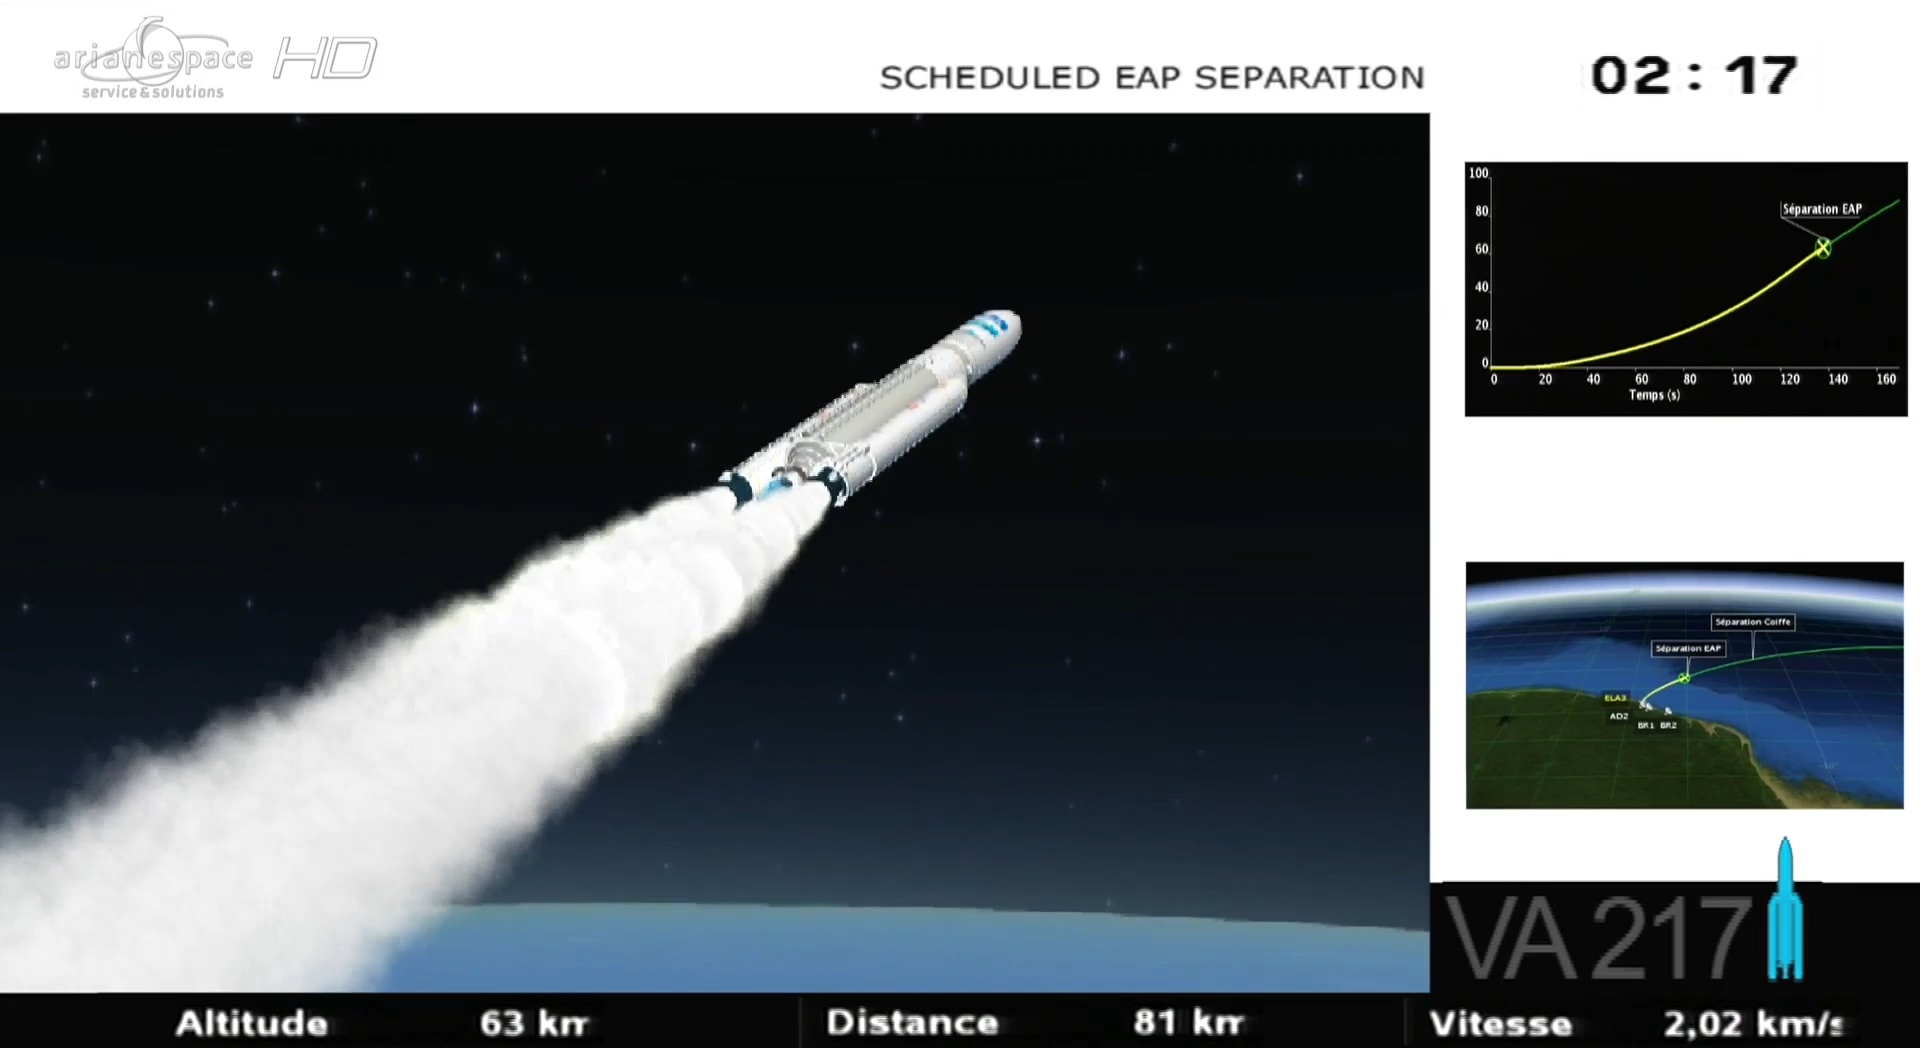 arianespace HD
service & solutions
SCHEDULED EAP SEPARATION
02 : 17
100
80
60
40
20
0
Séparation EAP
0 20 40 60 80 100 120 140 160
Temps (s)
Séparation Coiffe
Séparation EAP
ELA3
AD2
BR1 BR2
VA 217
Altitude 63 km Distance 81 km Vitesse 2,02 km/s